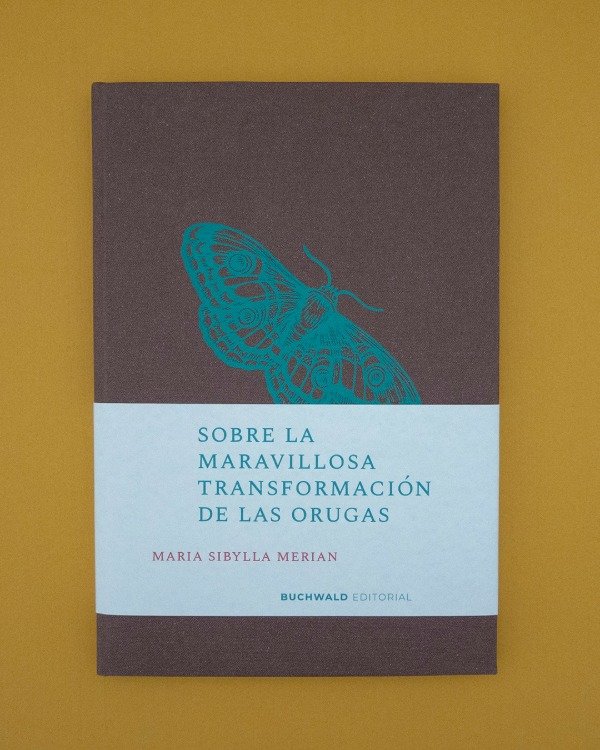 SOBRE LA
MARAVILLOSA
TRANSFORMACIÓN
DE LAS ORUGAS
MARIA SIBYLLA MERIAN
BUCHWALD EDITORIAL